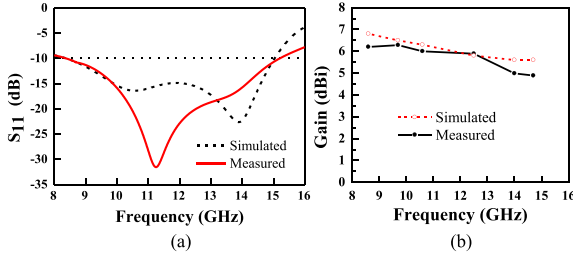 0
-5
-10
-15
-20
-25
-30
-35
S11 (dB)
Simulated
Measured
8 9 10 11 12 13 14 15 16
Frequency (GHz)
(a)
8
7
6
5
4
3
2
1
0
Gain (dBi)
Simulated
Measured
8 9 10 11 12 13 14 15 16
Frequency (GHz)
(b)